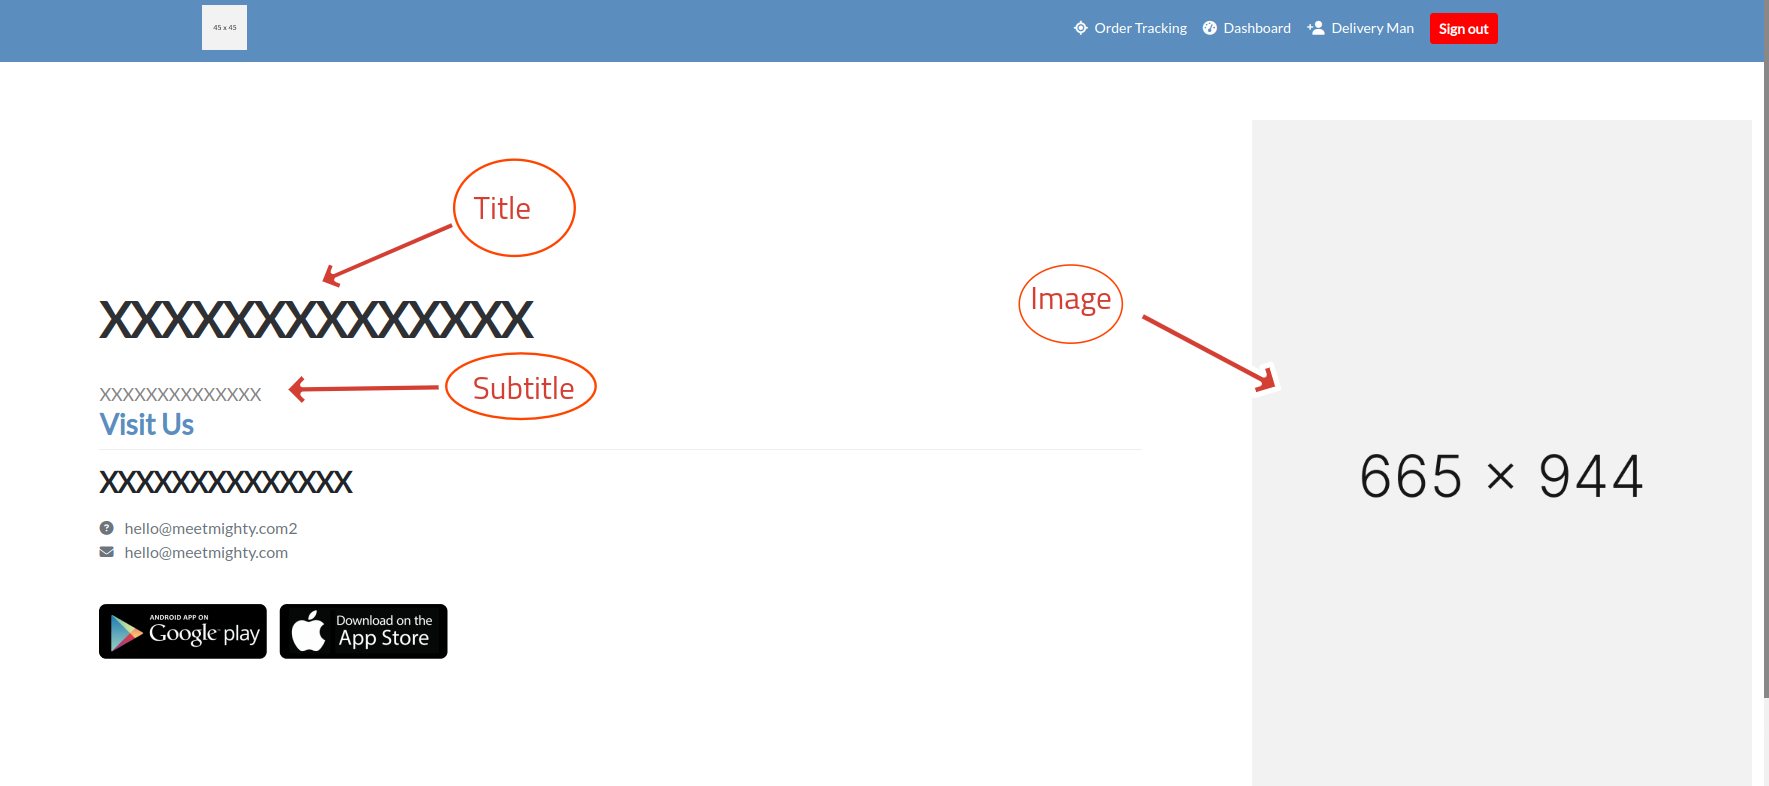 45 x 45
Order Tracking
Dashboard
Delivery Man
Sign out
Title
Image
XXXXXXXXXXXXXX
XXXXXXXXXXXXXX
Subtitle
Visit Us
XXXXXXXXXXXXXX
665 × 944
hello@meetmighty.com2
hello@meetmighty.com
ANDROID APP ON
Google play
Download on the
App Store